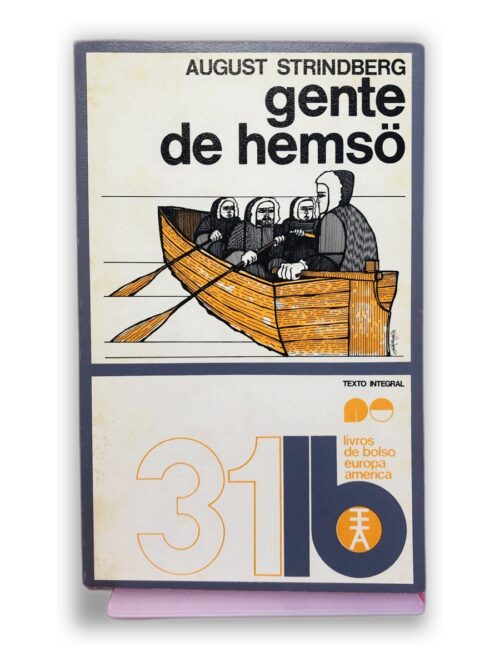 AUGUST STRINDBERG
gente
de hemsö
TEXTO INTEGRAL
31 lb
livros
de bolso
europa
américa